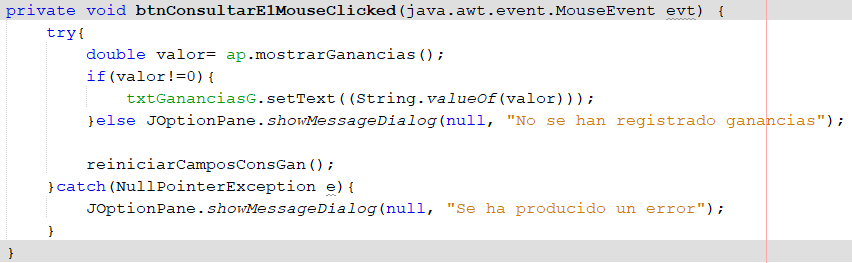 private void btnConsultarE1MouseClicked(java.awt.event.MouseEvent evt) {
try{
double valor= ap.mostrarGanancias();
if(valor!=0){
txtGananciasG.setText((String.valueOf(valor)));
}else JOptionPane.showMessageDialog(null, "No se han registrado ganancias");
reiniciarCamposConsGan();
}catch(NullPointerException e){
JOptionPane.showMessageDialog(null, "Se ha producido un error");
}
}